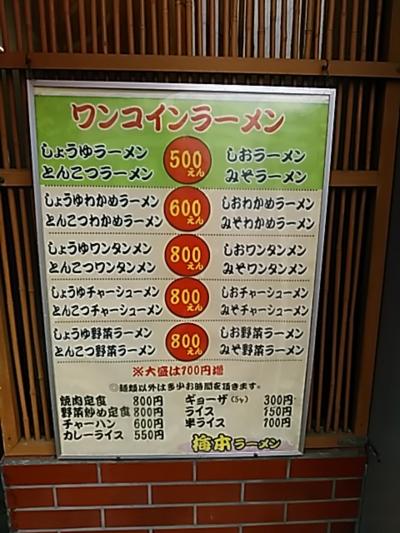 ワンコインラーメン
しょうゆラーメン 500えん しおラーメン
とんこつラーメン みそラーメン
しょうゆわかめラーメン 600えん しおわかめラーメン
とんこつわかめラーメン みそわかめラーメン
しょうゆワンタンメン 800えん しおワンタンメン
とんこつワンタンメン みそワンタンメン
しょうゆチャーシューメン 800えん しおチャーシューメン
とんこつチャーシューメン みそチャーシューメン
しょうゆ野菜ラーメン 800えん しお野菜ラーメン
とんこつ野菜ラーメン みそ野菜ラーメン
※大盛は100円増
◎麺類以外は多少お時間を頂きます。
焼肉定食 800円 ギョーザ(5ヶ) 300円
野菜炒め定食 800円 ライス 150円
チャーハン 600円 半ライス 100円
カレーライス 550円
梅本ラーメン